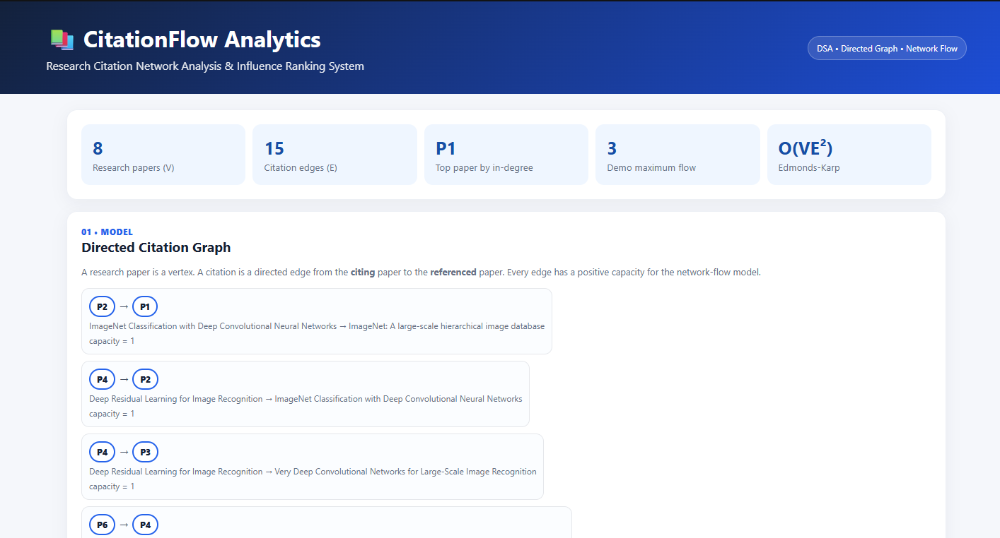 📚 CitationFlow Analytics
Research Citation Network Analysis & Influence Ranking System
DSA • Directed Graph • Network Flow
8
Research papers (V)
15
Citation edges (E)
P1
Top paper by in-degree
3
Demo maximum flow
O(VE²)
Edmonds-Karp
01 • MODEL
Directed Citation Graph
A research paper is a vertex. A citation is a directed edge from the citing paper to the referenced paper. Every edge has a positive capacity for the network-flow model.
P2 → P1
ImageNet Classification with Deep Convolutional Neural Networks → ImageNet: A large-scale hierarchical image database
capacity = 1
P4 → P2
Deep Residual Learning for Image Recognition → ImageNet Classification with Deep Convolutional Neural Networks
capacity = 1
P4 → P3
Deep Residual Learning for Image Recognition → Very Deep Convolutional Networks for Large-Scale Image Recognition
capacity = 1
P6 → P4